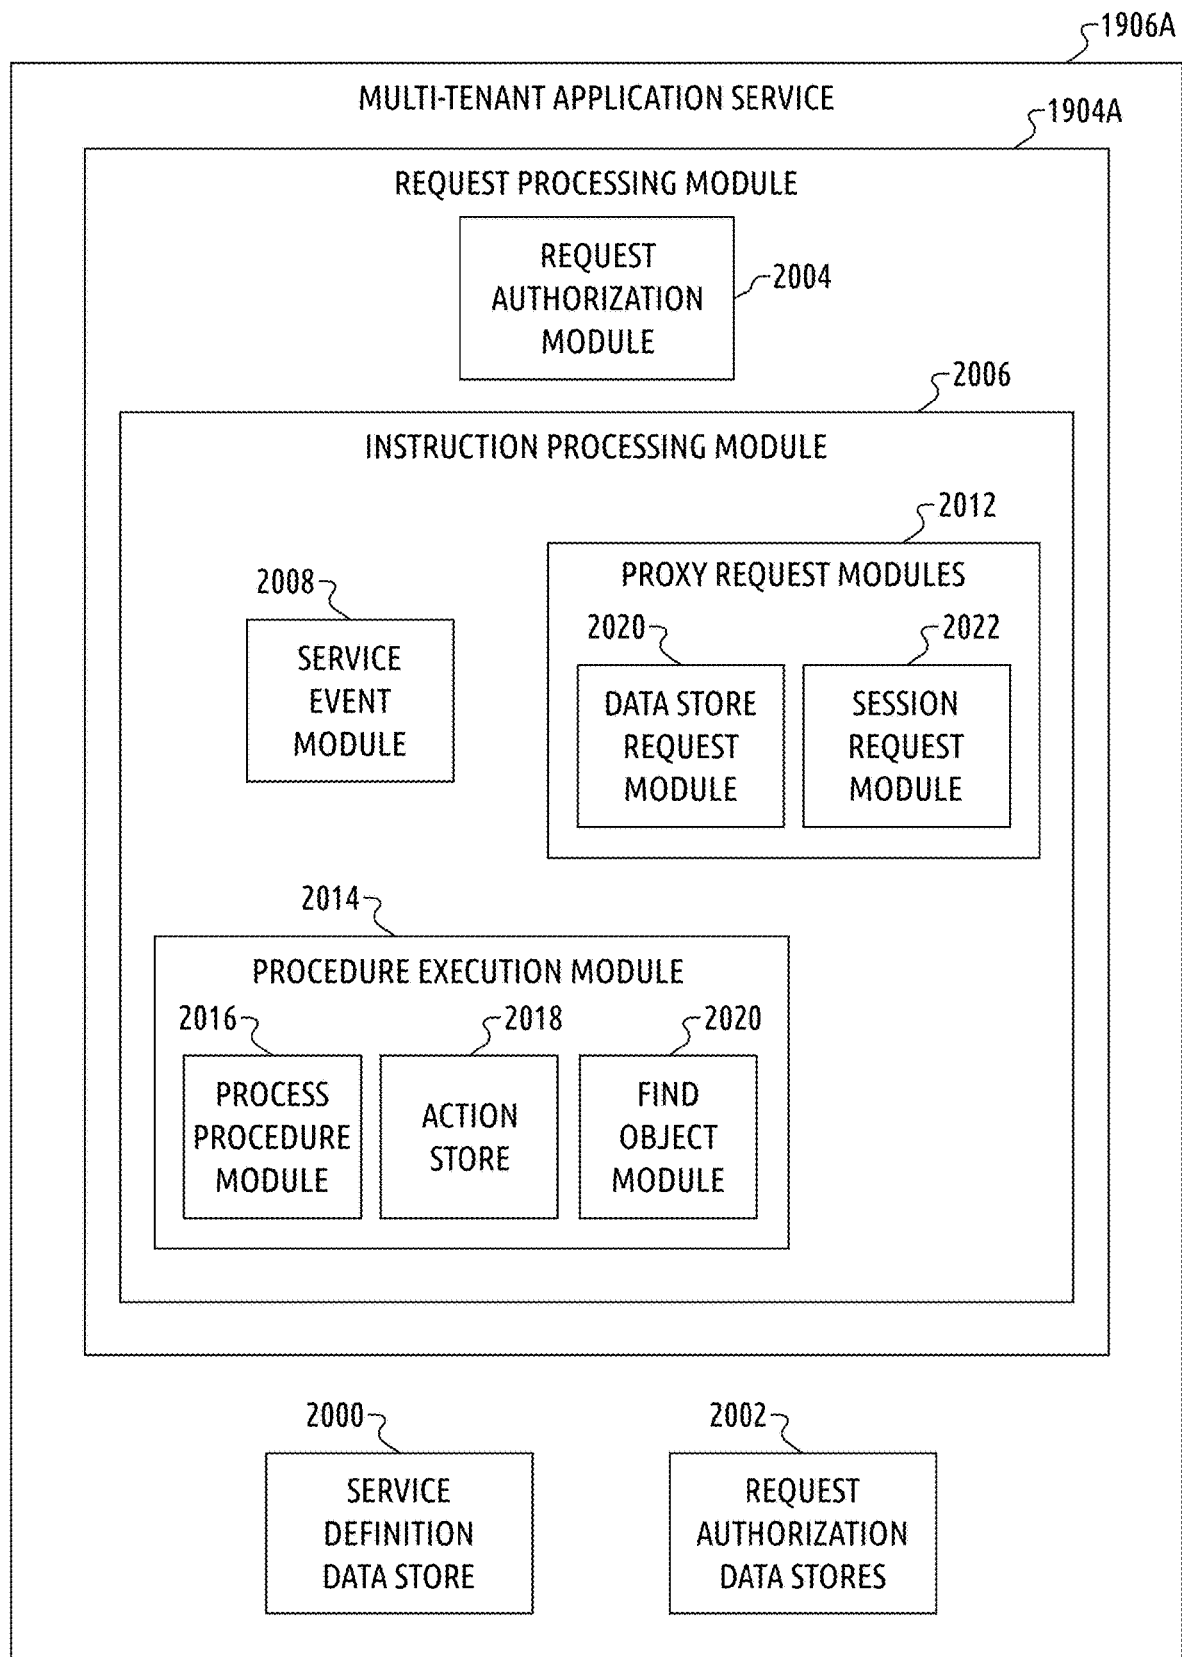 1906A
MULTI-TENANT APPLICATION SERVICE
1904A
REQUEST PROCESSING MODULE
REQUEST
AUTHORIZATION
MODULE
2004
2006
INSTRUCTION PROCESSING MODULE
2012
PROXY REQUEST MODULES
2008
SERVICE
EVENT
MODULE
2020
DATA STORE
REQUEST
MODULE
2022
SESSION
REQUEST
MODULE
2014
PROCEDURE EXECUTION MODULE
2016
PROCESS
PROCEDURE
MODULE
2018
ACTION
STORE
2020
FIND
OBJECT
MODULE
2000
SERVICE
DEFINITION
DATA STORE
2002
REQUEST
AUTHORIZATION
DATA STORES